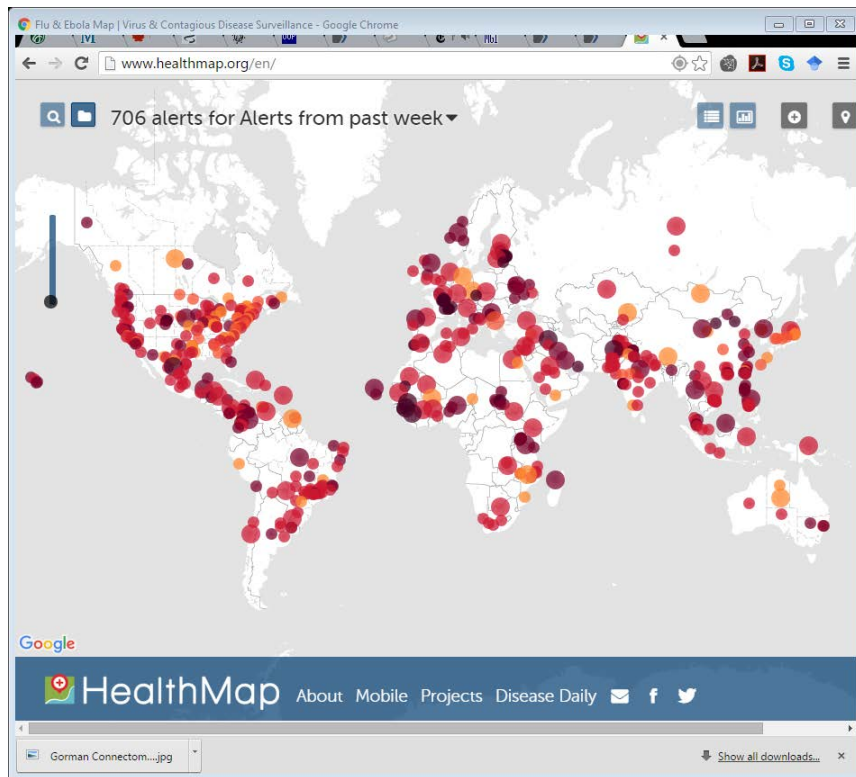 Flu & Ebola Map | Virus & Contagious Disease Surveillance - Google Chrome
www.healthmap.org/en/
706 alerts for Alerts from past week
Google
HealthMap About Mobile Projects Disease Daily
Gorman Connectom....jpg Show all downloads...